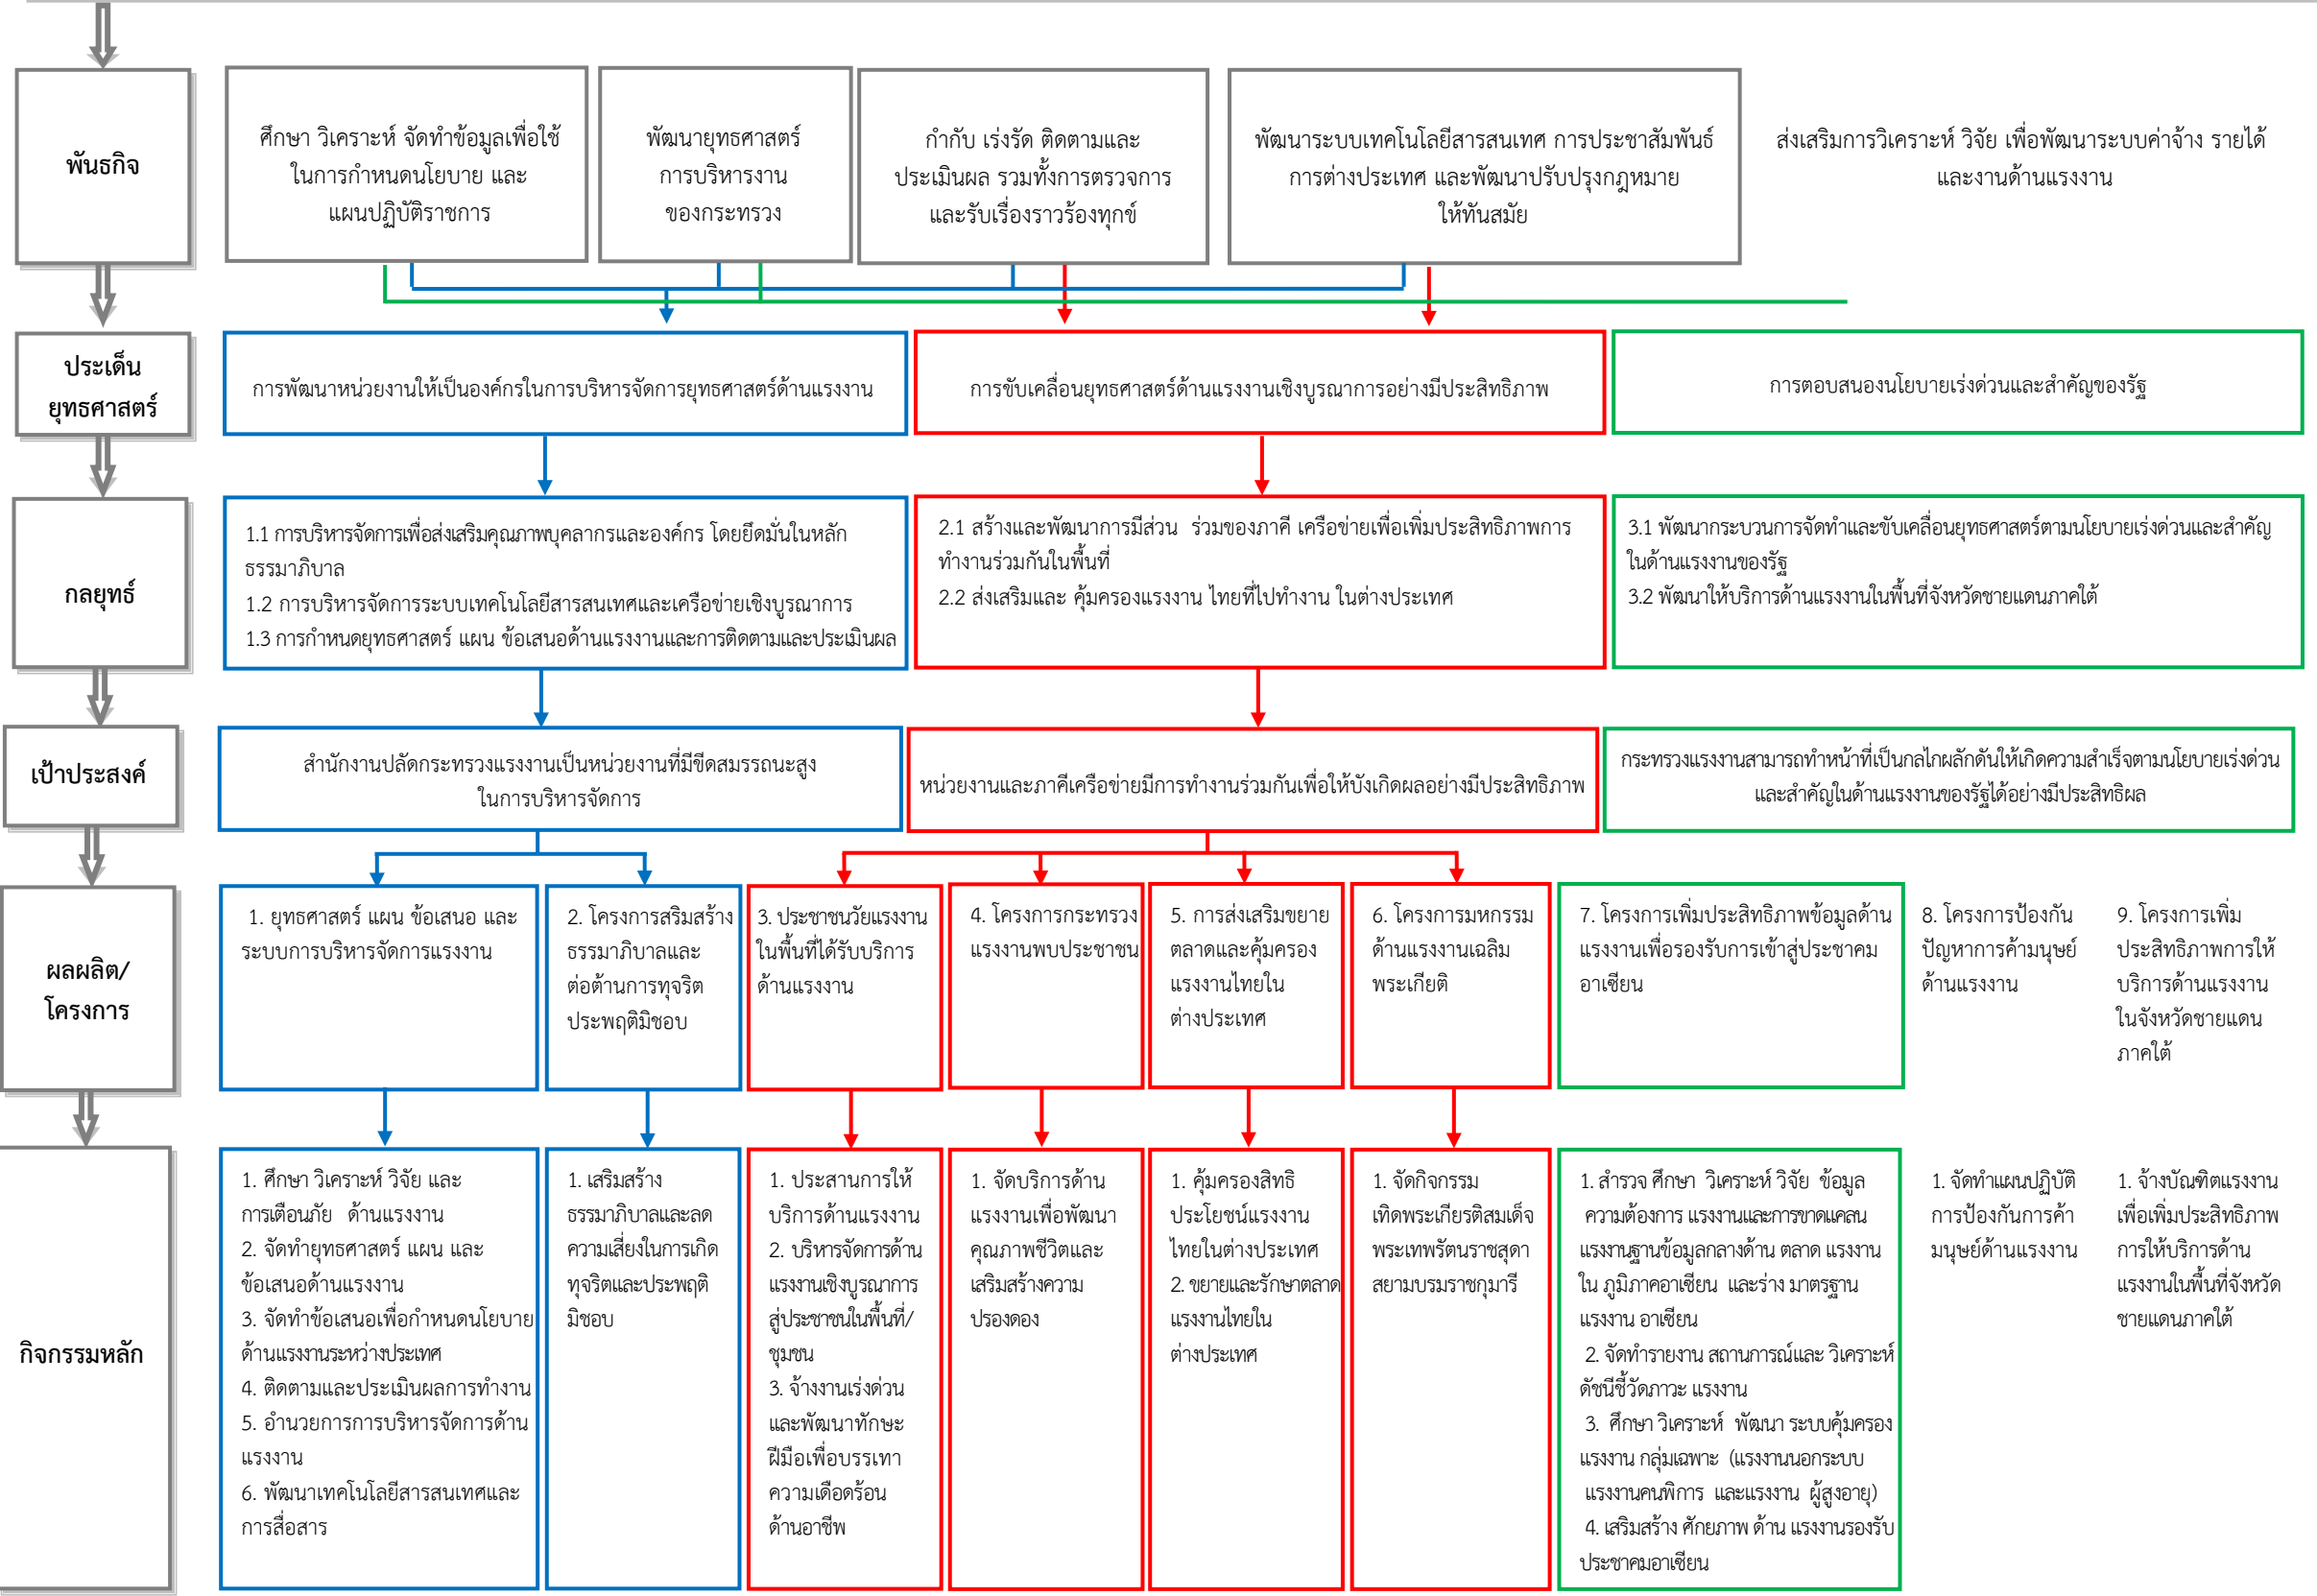 พันธกิจ
ศึกษา วิเคราะห์ จัดทำข้อมูลเพื่อใช้
ในการกำหนดนโยบาย และ
แผนปฏิบัติราชการ
พัฒนายุทธศาสตร์
การบริหารงาน
ของกระทรวง
กำกับ เร่งรัด ติดตามและ
ประเมินผล รวมทั้งการตรวจการ
และรับเรื่องราวร้องทุกข์
พัฒนาระบบเทคโนโลยีสารสนเทศ การประชาสัมพันธ์
การต่างประเทศ และพัฒนาปรับปรุงกฎหมาย
ให้ทันสมัย
ส่งเสริมการวิเคราะห์ วิจัย เพื่อพัฒนาระบบค่าจ้าง รายได้
และงานด้านแรงงาน
ประเด็น
ยุทธศาสตร์
การพัฒนาหน่วยงานให้เป็นองค์กรในการบริหารจัดการยุทธศาสตร์ด้านแรงงาน
การขับเคลื่อนยุทธศาสตร์ด้านแรงงานเชิงบูรณาการอย่างมีประสิทธิภาพ
การตอบสนองนโยบายเร่งด่วนและสำคัญของรัฐ
กลยุทธ์
1.1 การบริหารจัดการเพื่อส่งเสริมคุณภาพบุคลากรและองค์กร โดยยึดมั่นในหลัก
ธรรมาภิบาล
1.2 การบริหารจัดการระบบเทคโนโลยีสารสนเทศและเครือข่ายเชิงบูรณาการ
1.3 การกำหนดยุทธศาสตร์ แผน ข้อเสนอด้านแรงงานและการติดตามและประเมินผล
2.1 สร้างและพัฒนาการมีส่วน ร่วมของภาคี เครือข่ายเพื่อเพิ่มประสิทธิภาพการ
ทำงานร่วมกันในพื้นที่
2.2 ส่งเสริมและ คุ้มครองแรงงาน ไทยที่ไปทำงาน ในต่างประเทศ
3.1 พัฒนากระบวนการจัดทำและขับเคลื่อนยุทธศาสตร์ตามนโยบายเร่งด่วนและสำคัญ
ในด้านแรงงานของรัฐ
3.2 พัฒนาให้บริการด้านแรงงานในพื้นที่จังหวัดชายแดนภาคใต้
เป้าประสงค์
สำนักงานปลัดกระทรวงแรงงานเป็นหน่วยงานที่มีขีดสมรรถนะสูง
ในการบริหารจัดการ
หน่วยงานและภาคีเครือข่ายมีการทำงานร่วมกันเพื่อให้บังเกิดผลอย่างมีประสิทธิภาพ
กระทรวงแรงงานสามารถทำหน้าที่เป็นกลไกผลักดันให้เกิดความสำเร็จตามนโยบายเร่งด่วน
และสำคัญในด้านแรงงานของรัฐได้อย่างมีประสิทธิผล
ผลผลิต/
โครงการ
1. ยุทธศาสตร์ แผน ข้อเสนอ และ
ระบบการบริหารจัดการแรงงาน
2. โครงการสริมสร้าง
ธรรมาภิบาลและ
ต่อต้านการทุจริต
ประพฤติมิชอบ
3. ประชาชนวัยแรงงาน
ในพื้นที่ได้รับบริการ
ด้านแรงงาน
4. โครงการกระทรวง
แรงงานพบประชาชน
5. การส่งเสริมขยาย
ตลาดและคุ้มครอง
แรงงานไทยใน
ต่างประเทศ
6. โครงการมหกรรม
ด้านแรงงานเฉลิม
พระเกียติ
7. โครงการเพิ่มประสิทธิภาพข้อมูลด้าน
แรงงานเพื่อรองรับการเข้าสู่ประชาคม
อาเซียน
8. โครงการป้องกัน
ปัญหาการค้ามนุษย์
ด้านแรงงาน
9. โครงการเพิ่ม
ประสิทธิภาพการให้
บริการด้านแรงงาน
ในจังหวัดชายแดน
ภาคใต้
กิจกรรมหลัก
1. ศึกษา วิเคราะห์ วิจัย และ
การเตือนภัย ด้านแรงงาน
2. จัดทำยุทธศาสตร์ แผน และ
ข้อเสนอด้านแรงงาน
3. จัดทำข้อเสนอเพื่อกำหนดนโยบาย
ด้านแรงงานระหว่างประเทศ
4. ติดตามและประเมินผลการทำงาน
5. อำนวยการการบริหารจัดการด้าน
แรงงาน
6. พัฒนาเทคโนโลยีสารสนเทศและ
การสื่อสาร
1. เสริมสร้าง
ธรรมาภิบาลและลด
ความเสี่ยงในการเกิด
ทุจริตและประพฤติ
มิชอบ
1. ประสานการให้
บริการด้านแรงงาน
2. บริหารจัดการด้าน
แรงงานเชิงบูรณาการ
สู่ประชาชนในพื้นที่/
ชุมชน
3. จ้างงานเร่งด่วน
และพัฒนาทักษะ
ฝีมือเพื่อบรรเทา
ความเดือดร้อน
ด้านอาชีพ
1. จัดบริการด้าน
แรงงานเพื่อพัฒนา
คุณภาพชีวิตและ
เสริมสร้างความ
ปรองดอง
1. คุ้มครองสิทธิ
ประโยชน์แรงงาน
ไทยในต่างประเทศ
2. ขยายและรักษาตลาด
แรงงานไทยใน
ต่างประเทศ
1. จัดกิจกรรม
เทิดพระเกียรติสมเด็จ
พระเทพรัตนราชสุดา
สยามบรมราชกุมารี
1. สำรวจ ศึกษา วิเคราะห์ วิจัย ข้อมูล
ความต้องการ แรงงานและการขาดแคลน
แรงงานฐานข้อมูลกลางด้าน ตลาด แรงงาน
ใน ภูมิภาคอาเซียน และร่าง มาตรฐาน
แรงงาน อาเซียน
2. จัดทำรายงาน สถานการณ์และ วิเคราะห์
ดัชนีชี้วัดภาวะ แรงงาน
3. ศึกษา วิเคราะห์ พัฒนา ระบบคุ้มครอง
แรงงาน กลุ่มเฉพาะ (แรงงานนอกระบบ
แรงงานคนพิการ และแรงงาน ผู้สูงอายุ)
4. เสริมสร้าง ศักยภาพ ด้าน แรงงานรองรับ
ประชาคมอาเซียน
1. จัดทำแผนปฏิบัติ
การป้องกันการค้า
มนุษย์ด้านแรงงาน
1. จ้างบัณฑิตแรงงาน
เพื่อเพิ่มประสิทธิภาพ
การให้บริการด้าน
แรงงานในพื้นที่จังหวัด
ชายแดนภาคใต้